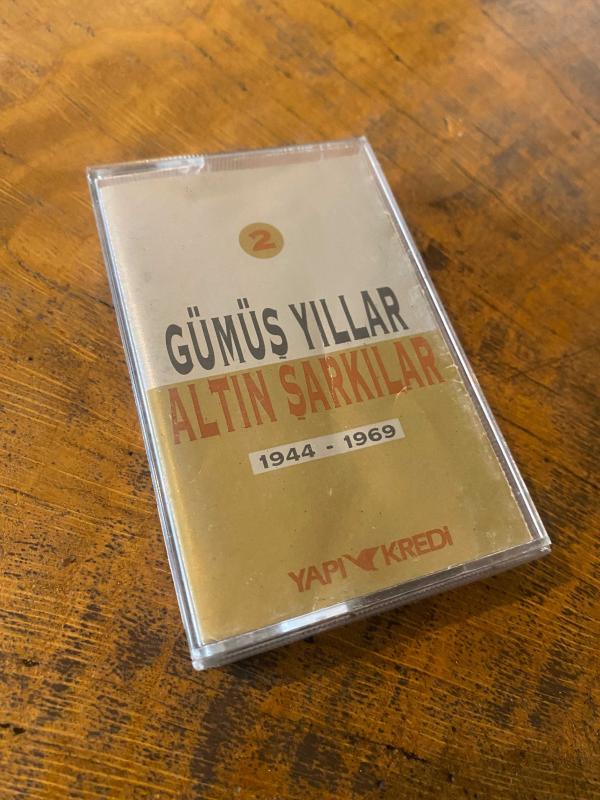 2
GÜMÜŞ YILLAR
ALTIN ŞARKILAR
1944 - 1969
YAPI KREDİ